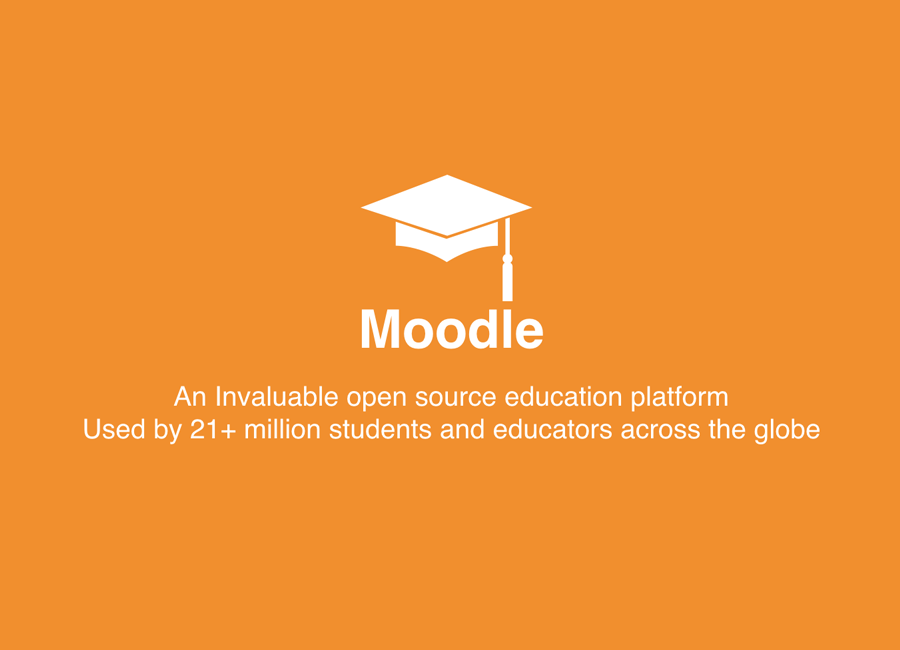 Moodle
An Invaluable open source education platform
Used by 21+ million students and educators across the globe